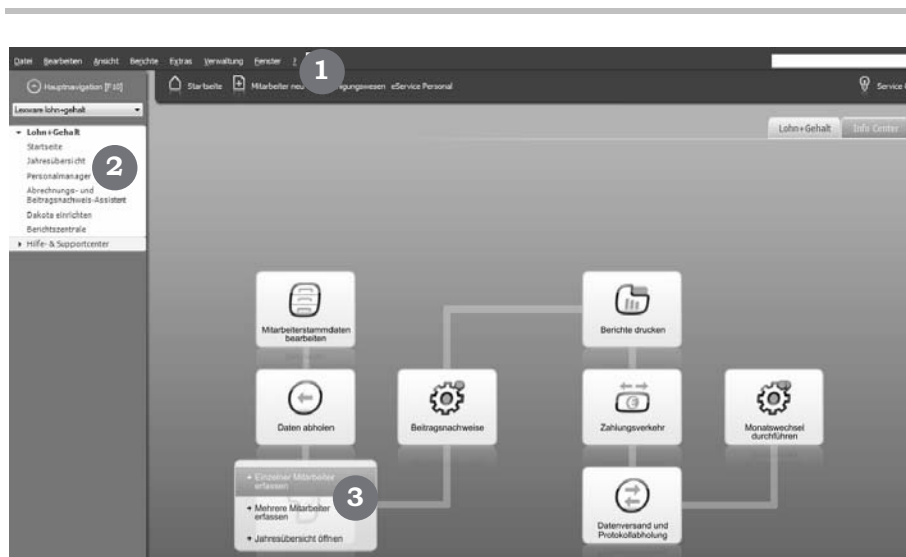 Datei Bearbeiten Ansicht Berichte Extras Verwaltung Fenster ?
1
Hauptnavigation [F10]
Startseite Mitarbeiter neu eService Personal
Service
Lexware lohn+gehalt
Lohn+Gehalt Info Center
Lohn+Gehalt
Startseite
Jahresübersicht
2
Personalmanager
Abrechnungs- und
Beitragsnachweis-Assistent
Dakota einrichten
Berichtszentrale
Hilfe- & Supportcenter
Mitarbeiterstammdaten
bearbeiten
Berichte drucken
Daten abholen
Beitragsnachweise
Zahlungsverkehr
Monatswechsel
durchführen
Einzelner Mitarbeiter
erfassen
3
Mehrere Mitarbeiter
erfassen
Jahresübersicht öffnen
Datenversand und
Protokollabholung